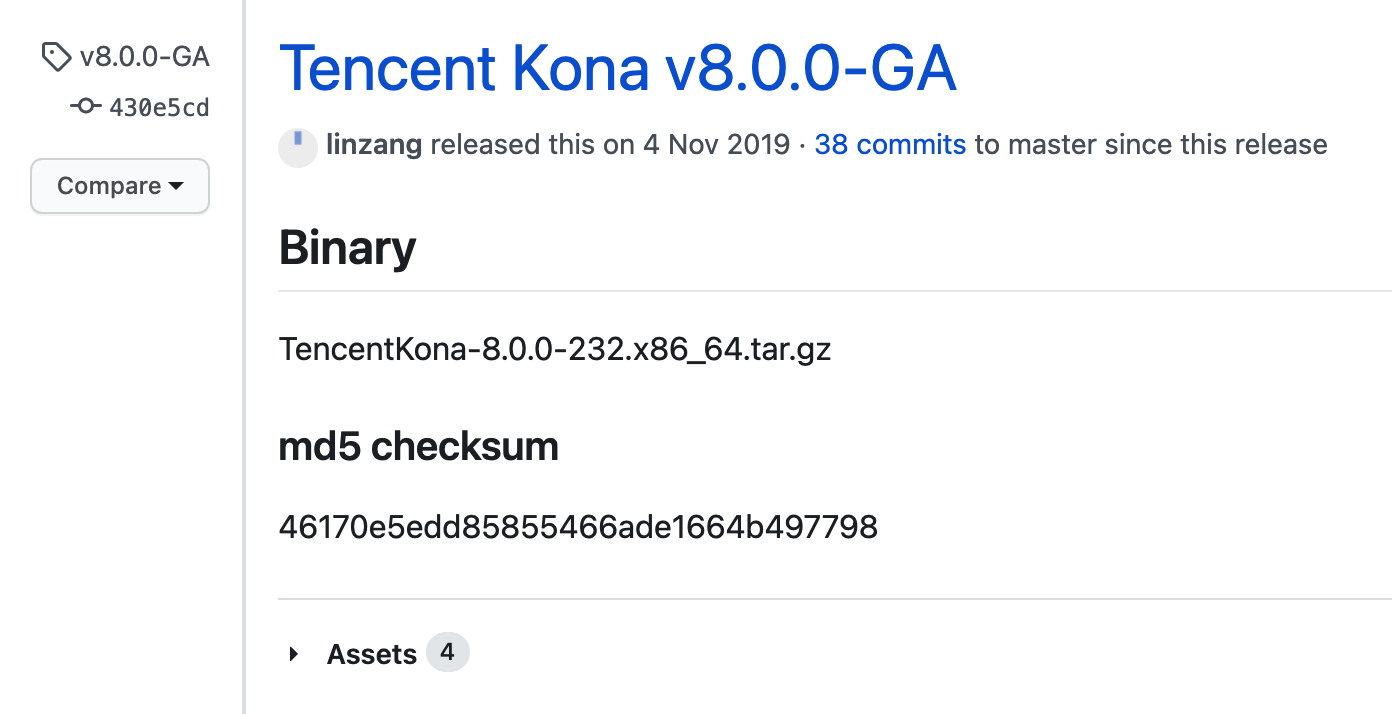 v8.0.0-GA
430e5cd
Compare
Tencent Kona v8.0.0-GA
linzang released this on 4 Nov 2019 · 38 commits to master since this release
Binary
TencentKona-8.0.0-232.x86_64.tar.gz
md5 checksum
46170e5edd85855466ade1664b497798
Assets 4